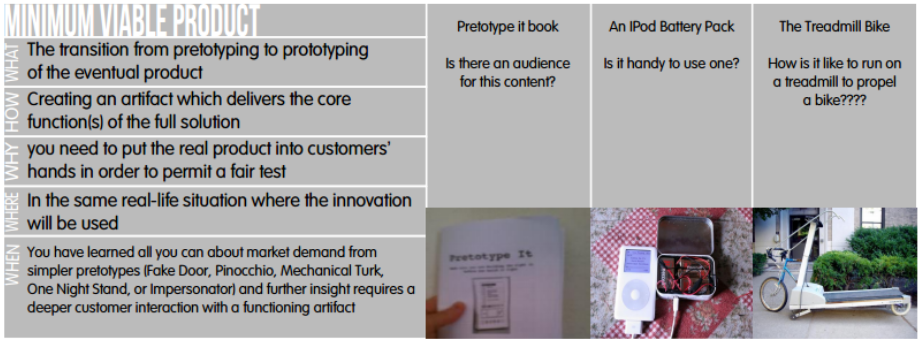 MINIMUM VIABLE PRODUCT
WHAT
The transition from pretotyping to prototyping
of the eventual product
HOW
Creating an artifact which delivers the core
function(s) of the full solution
WHY
you need to put the real product into customers'
hands in order to permit a fair test
WHERE
In the same real-life situation where the innovation
will be used
WHEN
You have learned all you can about market demand from
simpler pretotypes (Fake Door, Pinocchio, Mechanical Turk,
One Night Stand, or Impersonator) and further insight requires a
deeper customer interaction with a functioning artifact
Pretotype it book
Is there an audience
for this content?
An IPod Battery Pack
Is it handy to use one?
The Treadmill Bike
How is it like to run on
a treadmill to propel
a bike????
Pretotype It